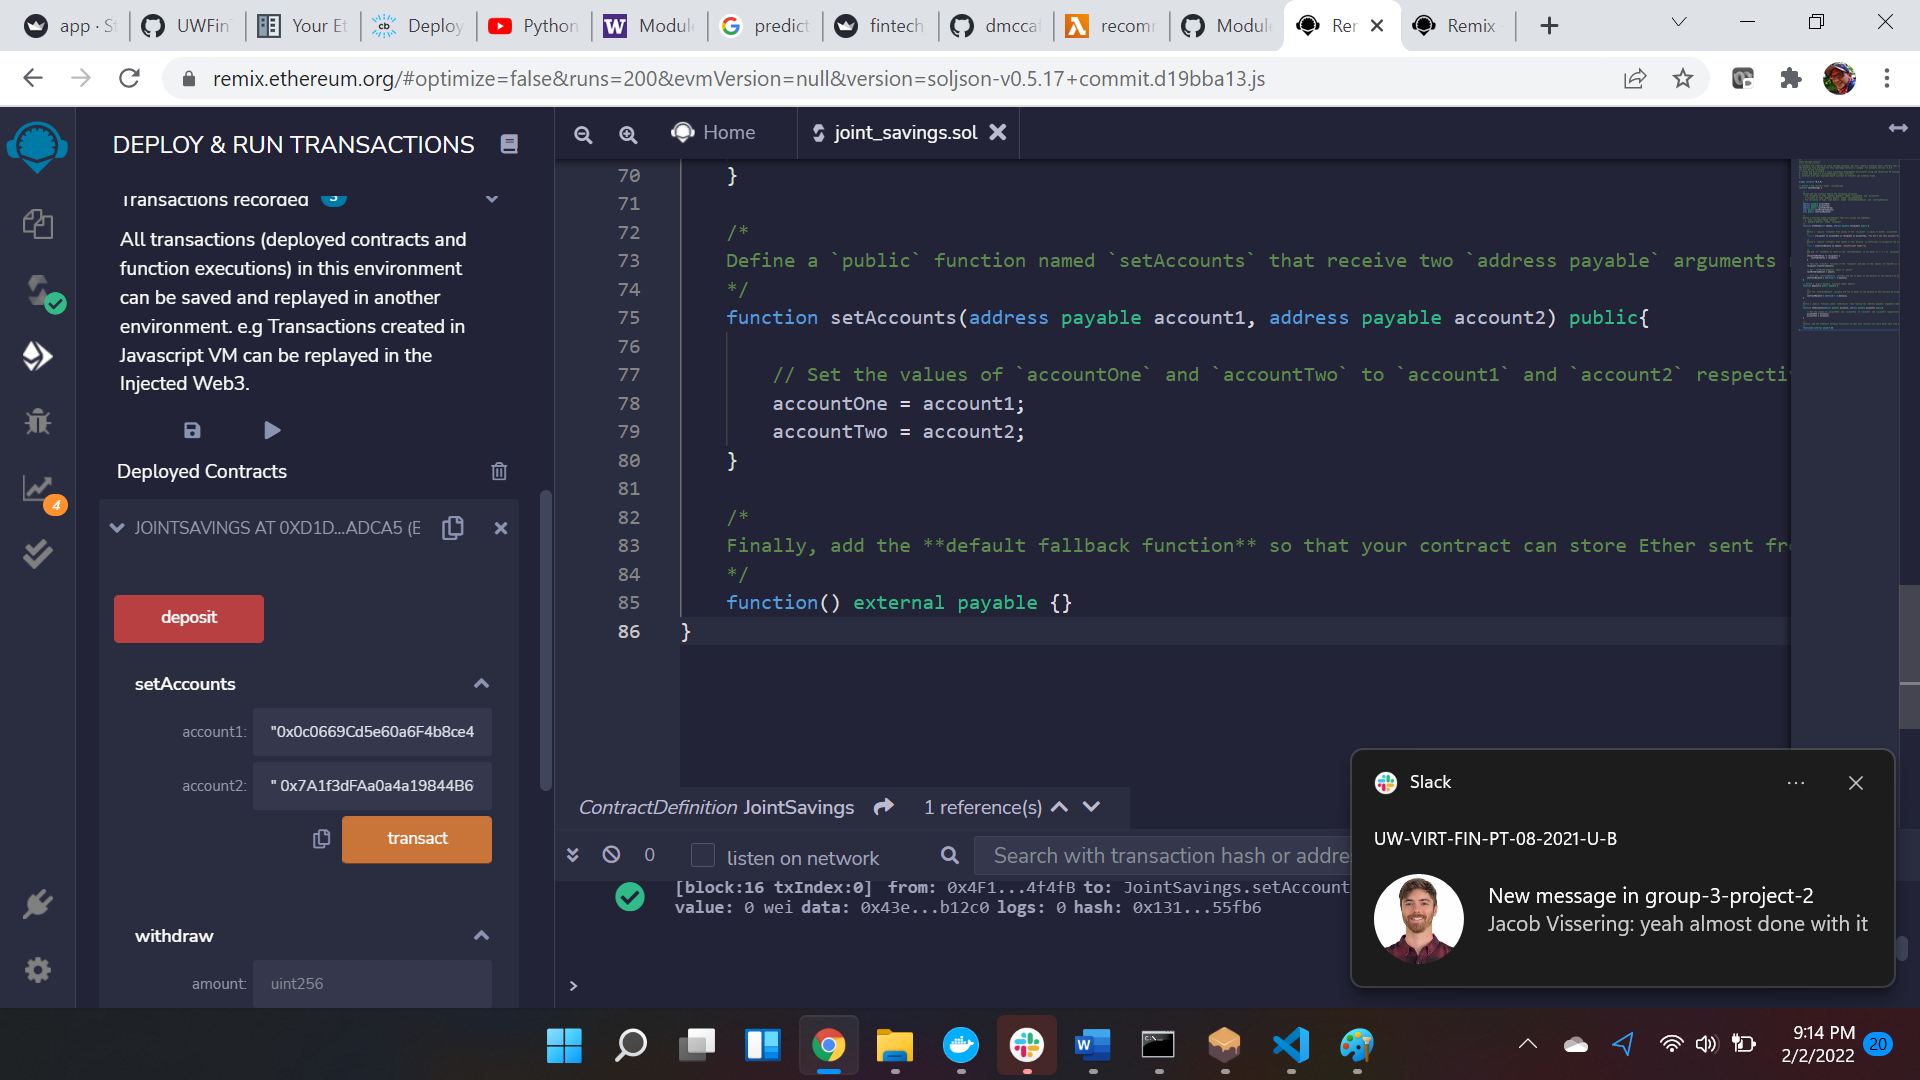 app · St
UWFinT
Your Et
Deploy
Python
Module
predict
fintech
dmccaf
recomm
Module
Rem
Remix
remix.ethereum.org/#optimize=false&runs=200&evmVersion=null&version=soljson-v0.5.17+commit.d19bba13.js
DEPLOY & RUN TRANSACTIONS
Home
joint_savings.sol
Transactions recorded
All transactions (deployed contracts and
function executions) in this environment
can be saved and replayed in another
environment. e.g Transactions created in
Javascript VM can be replayed in the
Injected Web3.
Deployed Contracts
4
JOINTSAVINGS AT 0XD1D...ADCA5 (E
deposit
setAccounts
account1: "0x0c0669Cd5e60a6F4b8ce4
account2: " 0x7A1f3dFAa0a4a19844B6
transact
withdraw
amount: uint256
70 }
71
72 /*
73 Define a `public` function named `setAccounts` that receive two `address payable` arguments
74 */
75 function setAccounts(address payable account1, address payable account2) public{
76
77 // Set the values of `accountOne` and `accountTwo` to `account1` and `account2` respecti
78 accountOne = account1;
79 accountTwo = account2;
80 }
81
82 /*
83 Finally, add the **default fallback function** so that your contract can store Ether sent fr
84 */
85 function() external payable {}
86 }
ContractDefinition JointSavings 1 reference(s)
0 listen on network Search with transaction hash or addre
[block:16 txIndex:0] from: 0x4F1...4f4fB to: JointSavings.setAccount
value: 0 wei data: 0x43e...b12c0 logs: 0 hash: 0x131...55fb6
>
Slack
UW-VIRT-FIN-PT-08-2021-U-B
New message in group-3-project-2
Jacob Vissering: yeah almost done with it
9:14 PM
2/2/2022
20